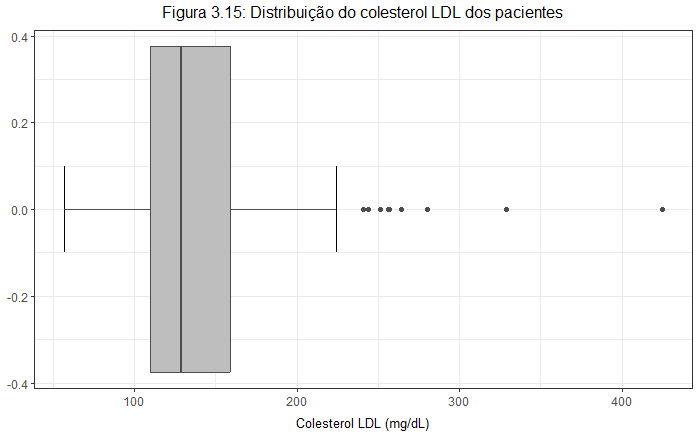 Figura 3.15: Distribuição do colesterol LDL dos pacientes
0.4
0.2
0.0
-0.2
-0.4
100 200 300 400
Colesterol LDL (mg/dL)